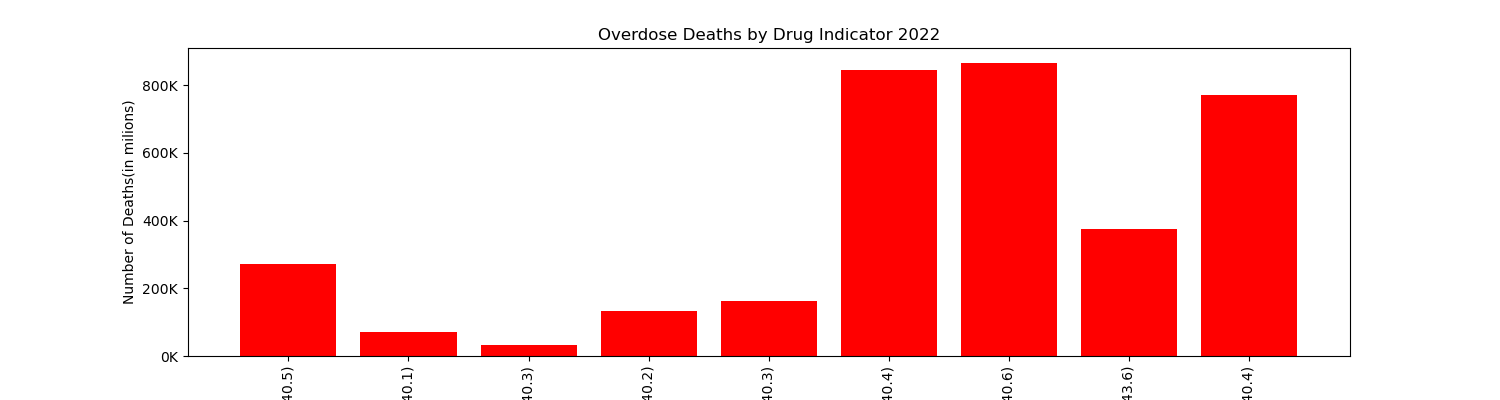 Overdose Deaths by Drug Indicator 2022
Number of Deaths(in milions)
800K
600K
400K
200K
0K
40.5)
40.1)
40.3)
40.2)
40.3)
40.4)
40.6)
43.6)
40.4)